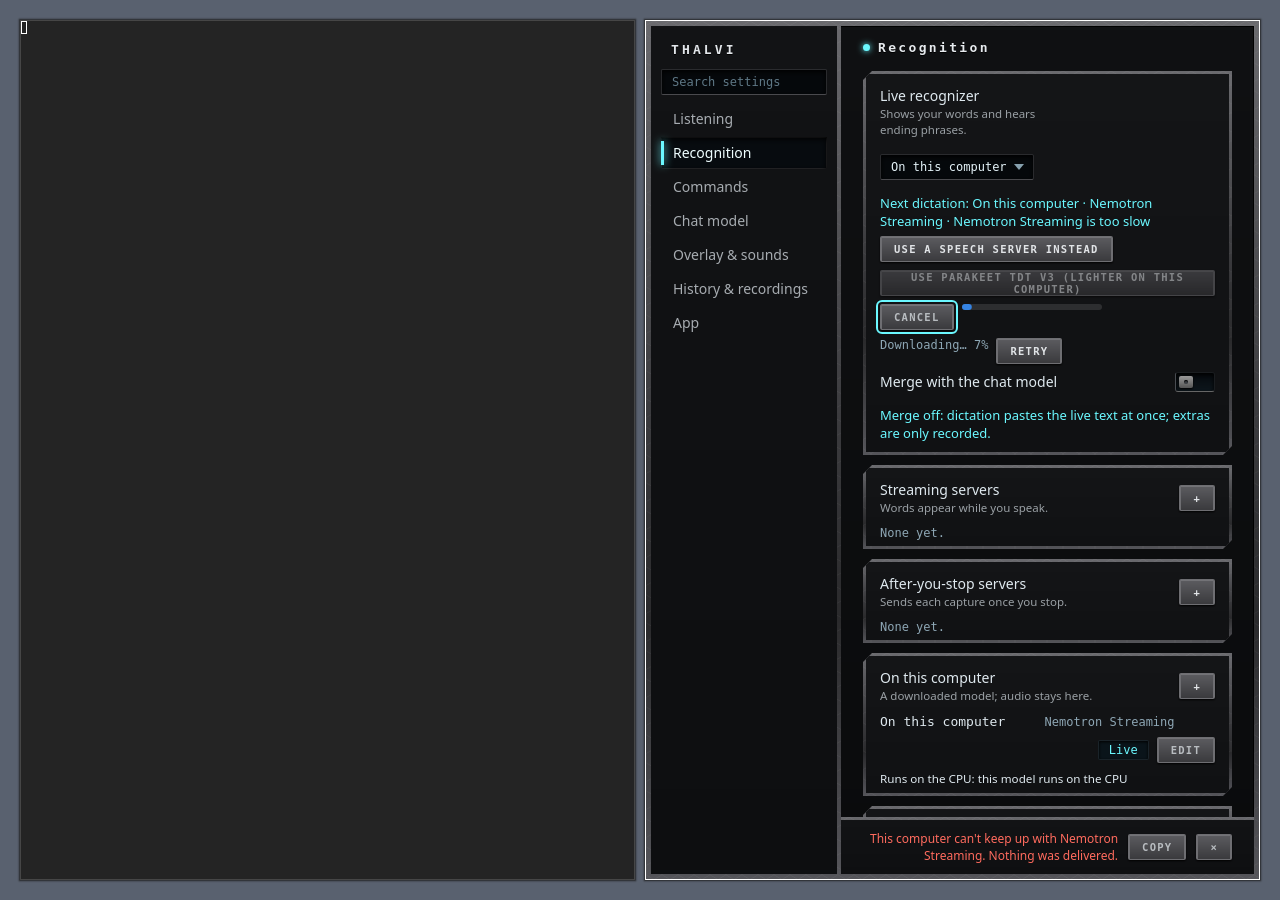 THALVI
Search settings
Listening
Recognition
Commands
Chat model
Overlay & sounds
History & recordings
App
Recognition
Live recognizer
Shows your words and hears
ending phrases.
On this computer
Next dictation: On this computer · Nemotron
Streaming · Nemotron Streaming is too slow
USE A SPEECH SERVER INSTEAD
USE PARAKEET TDT V3 (LIGHTER ON THIS
COMPUTER)
CANCEL
Downloading… 7%
RETRY
Merge with the chat model
Merge off: dictation pastes the live text at once; extras
are only recorded.
Streaming servers
+
Words appear while you speak.
None yet.
After-you-stop servers
+
Sends each capture once you stop.
None yet.
On this computer
+
A downloaded model; audio stays here.
On this computer Nemotron Streaming
Live EDIT
Runs on the CPU: this model runs on the CPU
This computer can't keep up with Nemotron
Streaming. Nothing was delivered.
COPY ×